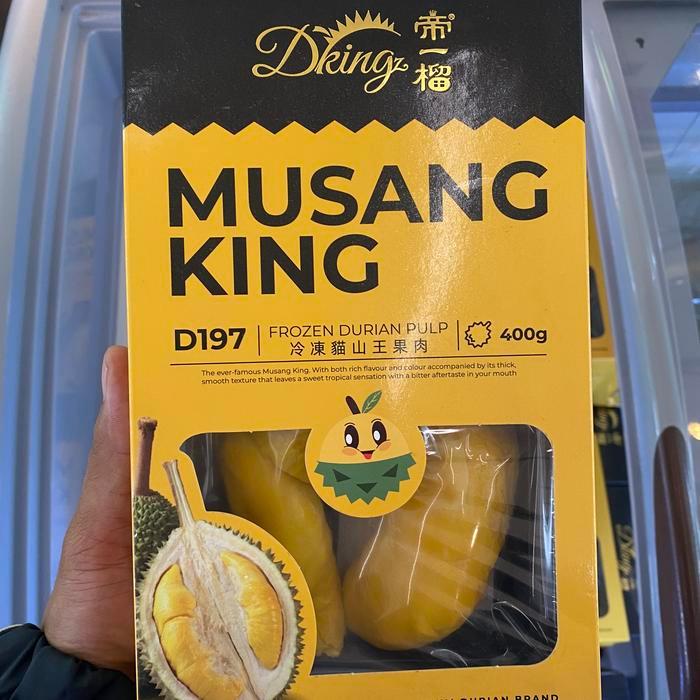 Dkingz 帝一榴®
MUSANG
KING
D197 FROZEN DURIAN PULP 400g
冷凍貓山王果肉
The ever-famous Musang King. With both rich flavour and colour accompanied by its thick,
smooth texture that leaves a sweet tropical sensation with a bitter aftertaste in your mouth
DURIAN BRAND